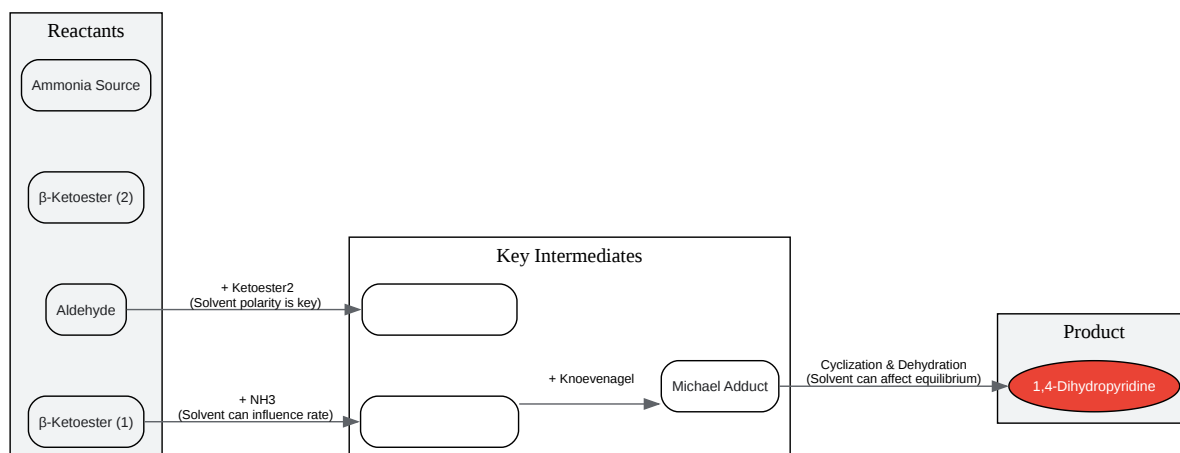 Reactants
Ammonia Source
β-Ketoester (2)
Aldehyde
β-Ketoester (1)
+ Ketoester2
(Solvent polarity is key)
+ NH3
(Solvent can influence rate)
Key Intermediates
+ Knoevenagel
Michael Adduct
Cyclization & Dehydration
(Solvent can affect equilibrium)
Product
1,4-Dihydropyridine